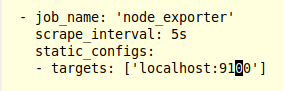 - job_name: 'node_exporter'
  scrape_interval: 5s
  static_configs:
  - targets: ['localhost:9100']